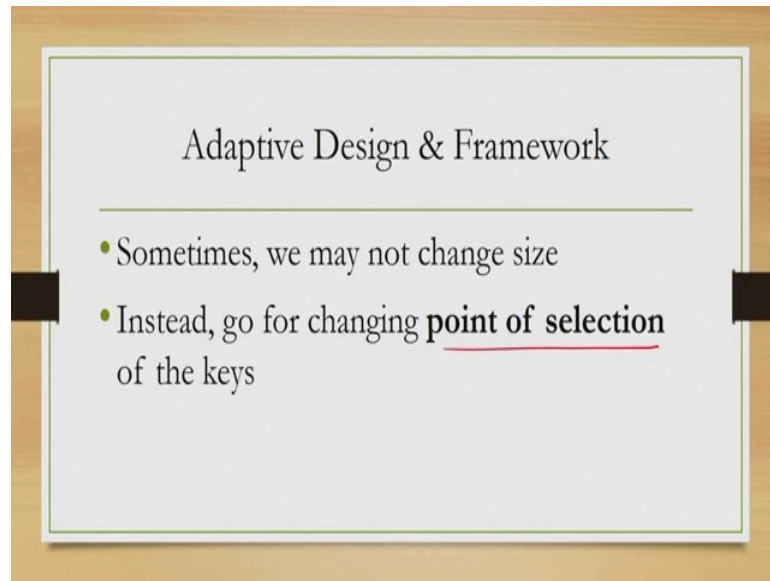 Adaptive Design & Framework
• Sometimes, we may not change size
• Instead, go for changing point of selection
of the keys